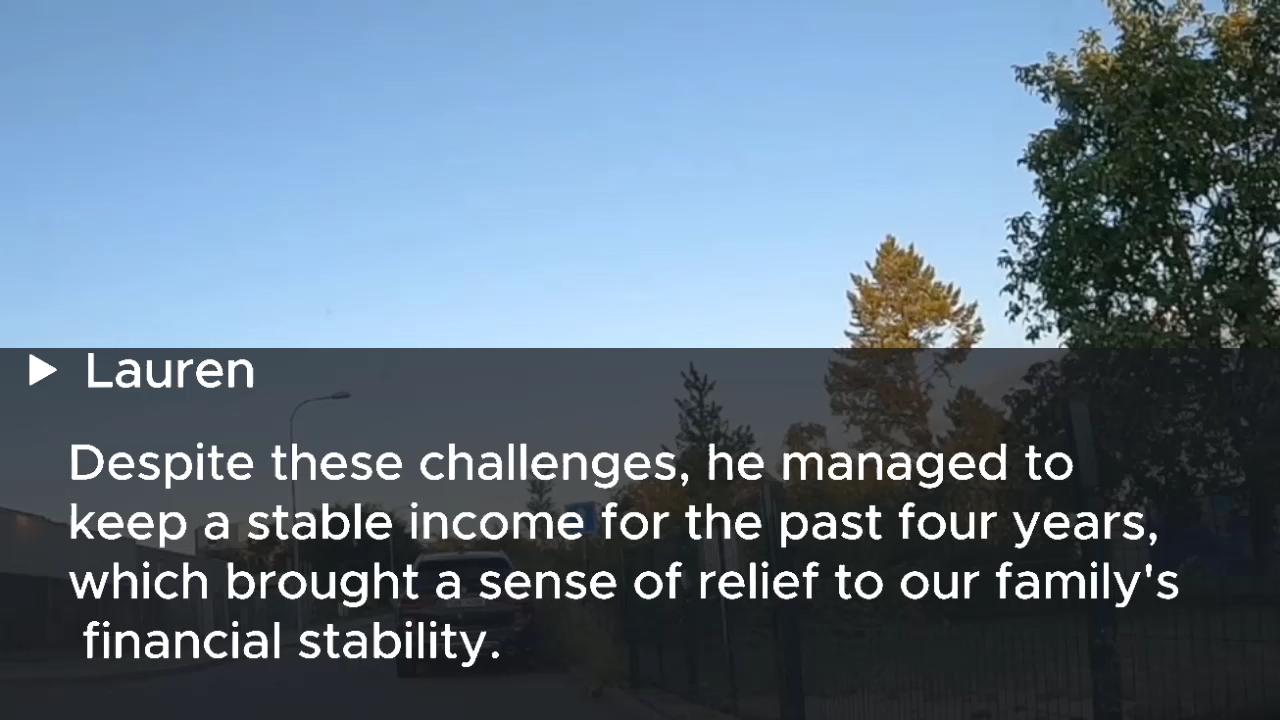 Lauren
Despite these challenges, he managed to
keep a stable income for the past four years,
which brought a sense of relief to our family's
financial stability.